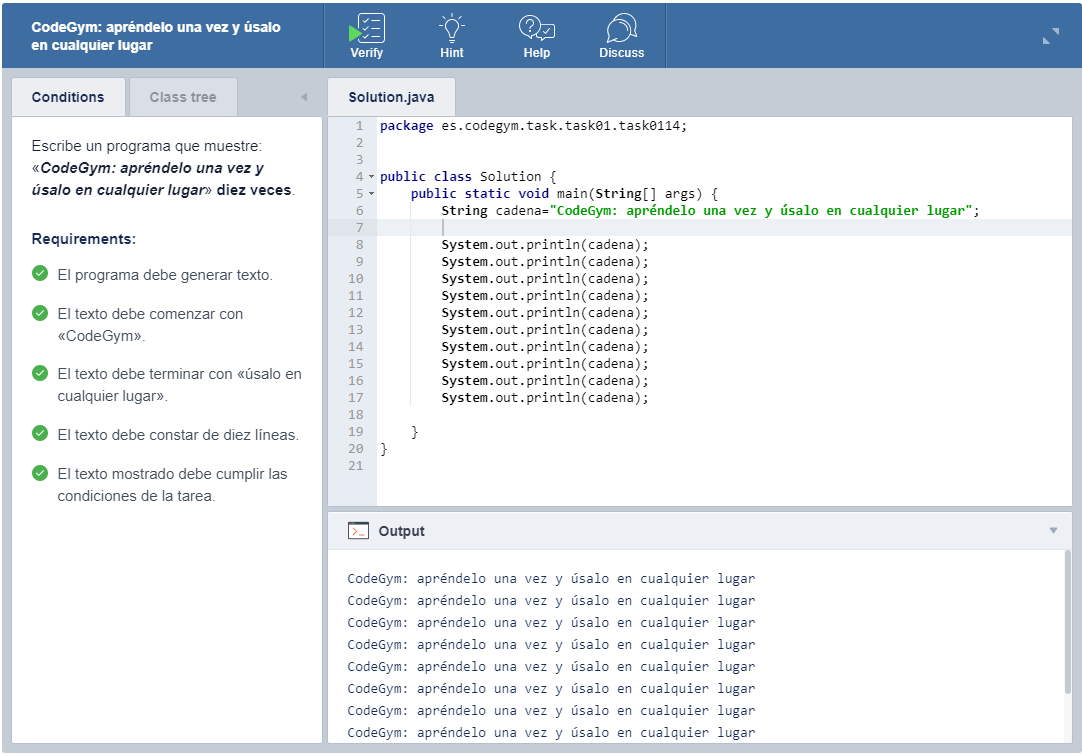 CodeGym: apréndelo una vez y úsalo
en cualquier lugar
Verify
Hint
Help
Discuss
Conditions
Class tree
Escribe un programa que muestre:
«CodeGym: apréndelo una vez y
úsalo en cualquier lugar» diez veces.
Requirements:
El programa debe generar texto.
El texto debe comenzar con
«CodeGym».
El texto debe terminar con «úsalo en
cualquier lugar».
El texto debe constar de diez líneas.
El texto mostrado debe cumplir las
condiciones de la tarea.
Solution.java
1 package es.codegym.task.task01.task0114;
2
3
4 public class Solution {
5 public static void main(String[] args) {
6 String cadena="CodeGym: apréndelo una vez y úsalo en cualquier lugar";
7
8 System.out.println(cadena);
9 System.out.println(cadena);
10 System.out.println(cadena);
11 System.out.println(cadena);
12 System.out.println(cadena);
13 System.out.println(cadena);
14 System.out.println(cadena);
15 System.out.println(cadena);
16 System.out.println(cadena);
17 System.out.println(cadena);
18
19 }
20 }
21
Output
CodeGym: apréndelo una vez y úsalo en cualquier lugar
CodeGym: apréndelo una vez y úsalo en cualquier lugar
CodeGym: apréndelo una vez y úsalo en cualquier lugar
CodeGym: apréndelo una vez y úsalo en cualquier lugar
CodeGym: apréndelo una vez y úsalo en cualquier lugar
CodeGym: apréndelo una vez y úsalo en cualquier lugar
CodeGym: apréndelo una vez y úsalo en cualquier lugar
CodeGym: apréndelo una vez y úsalo en cualquier lugar